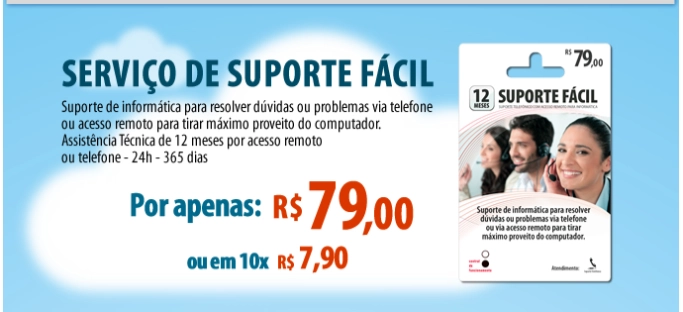 SERVIÇO DE SUPORTE FÁCIL
Suporte de informática para resolver dúvidas ou problemas via telefone
ou acesso remoto para tirar máximo proveito do computador.
Assistência Técnica de 12 meses por acesso remoto
ou telefone - 24h - 365 dias
Por apenas: R$ 79,00
ou em 10x R$ 7,90
R$ 79,00
12 MESES SUPORTE FÁCIL
Suporte de informática para resolver
dúvidas ou problemas via telefone
ou via acesso remoto para tirar
máximo proveito do computador.
Atendimento: